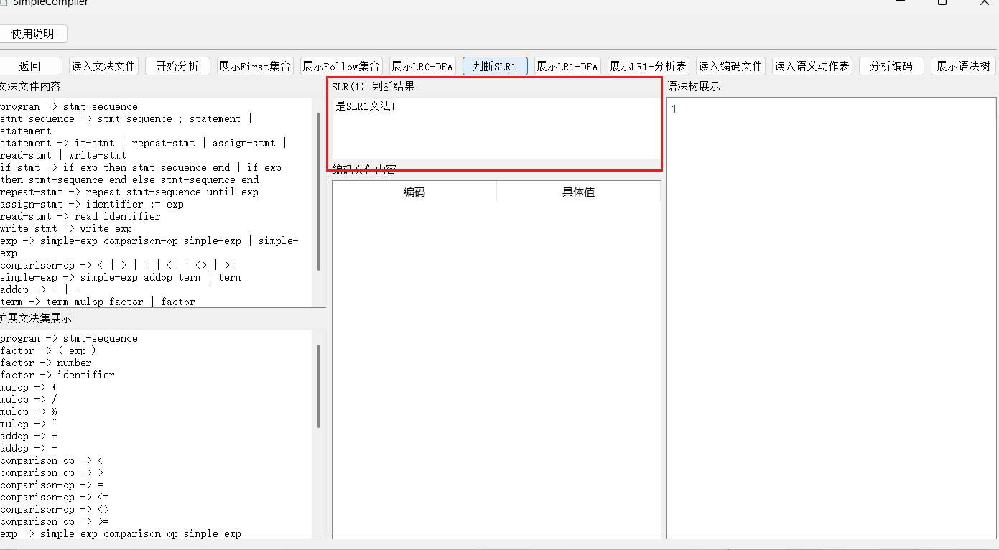 SimpleCompiler
使用说明
返回 读入文法文件 开始分析 展示First集合 展示Follow集合 展示LR0-DFA 判断SLR1 展示LR1-DFA 展示LR1-分析表 读入编码文件 读入语义动作表 分析编码 展示语法树
文法文件内容
program -> stmt-sequence
stmt-sequence -> stmt-sequence ; statement |
statement
statement -> if-stmt | repeat-stmt | assign-stmt |
read-stmt | write-stmt
if-stmt -> if exp then stmt-sequence end | if exp
then stmt-sequence end else stmt-sequence end
repeat-stmt -> repeat stmt-sequence until exp
assign-stmt -> identifier := exp
read-stmt -> read identifier
write-stmt -> write exp
exp -> simple-exp comparison-op simple-exp | simple-
exp
comparison-op -> < | > | = | <= | <> | >=
simple-exp -> simple-exp addop term | term
addop -> + | -
term -> term mulop factor | factor
扩展文法集展示
program -> stmt-sequence
factor -> ( exp )
factor -> number
factor -> identifier
mulop -> *
mulop -> /
mulop -> %
mulop -> ^
addop -> +
addop -> -
comparison-op -> <
comparison-op -> >
comparison-op -> =
comparison-op -> <=
comparison-op -> <>
comparison-op -> >=
exp -> simple-exp comparison-op simple-exp
SLR(1) 判断结果
是SLR1文法!
编码文件内容
编码 具体值
语法树展示
1